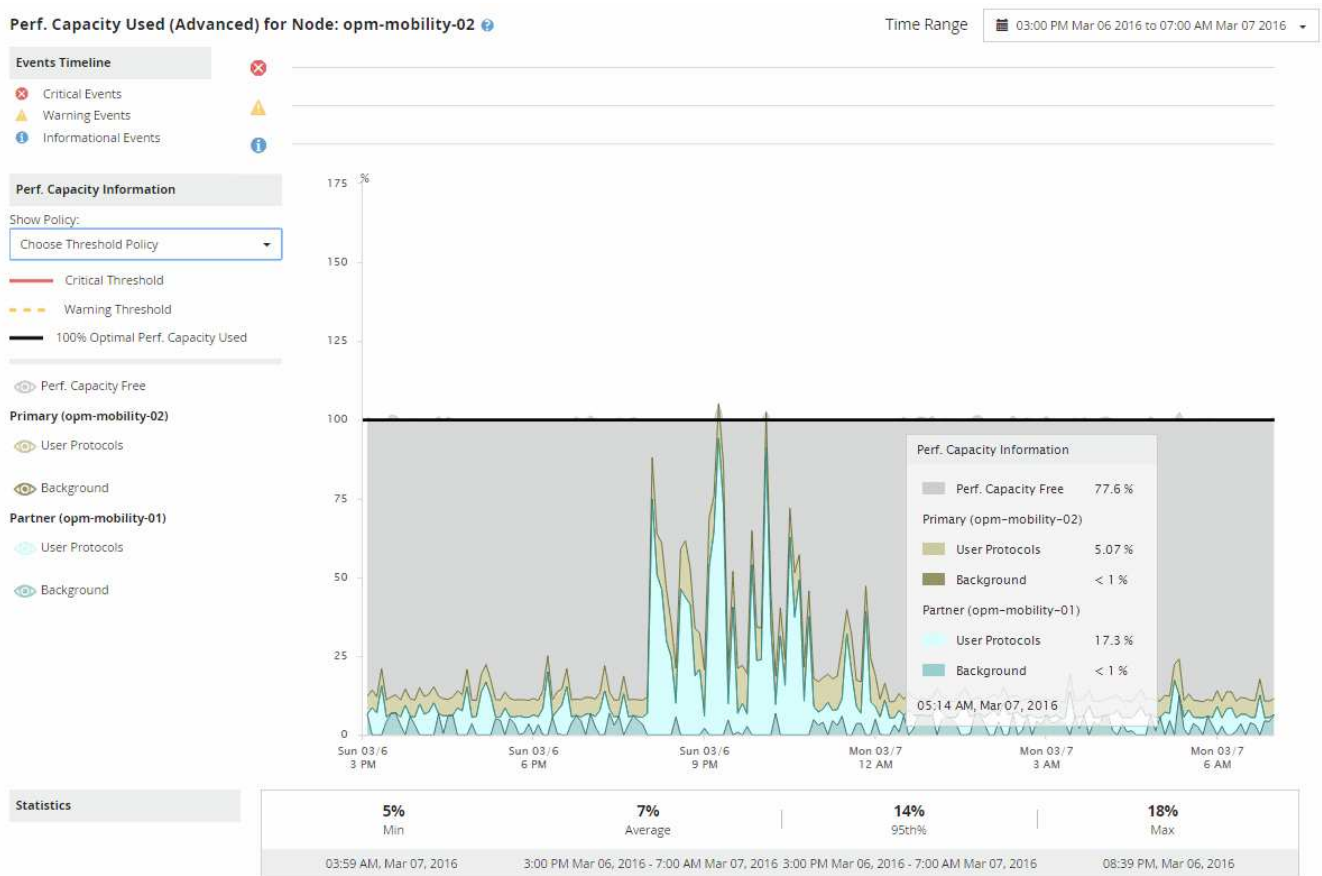 Perf. Capacity Used (Advanced) for Node: opm-mobility-02 ?
Time Range 03:00 PM Mar 06 2016 to 07:00 AM Mar 07 2016
Events Timeline
Critical Events
Warning Events
Informational Events
Perf. Capacity Information
Show Policy:
Choose Threshold Policy
Critical Threshold
Warning Threshold
100% Optimal Perf. Capacity Used
Perf. Capacity Free
Primary (opm-mobility-02)
User Protocols
Background
Partner (opm-mobility-01)
User Protocols
Background
175 %
150
125
100
75
50
25
0
Sun 03/6 Sun 03/6 Sun 03/6 Mon 03/7 Mon 03/7 Mon 03/7
3 PM 6 PM 9 PM 12 AM 3 AM 6 AM
Perf. Capacity Information
Perf. Capacity Free 77.6 %
Primary (opm-mobility-02)
User Protocols 5.07 %
Background < 1 %
Partner (opm-mobility-01)
User Protocols 17.3 %
Background < 1 %
05:14 AM, Mar 07, 2016
Statistics
5% 7% 14% 18%
Min Average 95th% Max
03:59 AM, Mar 07, 2016 3:00 PM Mar 06, 2016 - 7:00 AM Mar 07, 2016 3:00 PM Mar 06, 2016 - 7:00 AM Mar 07, 2016 08:39 PM, Mar 06, 2016